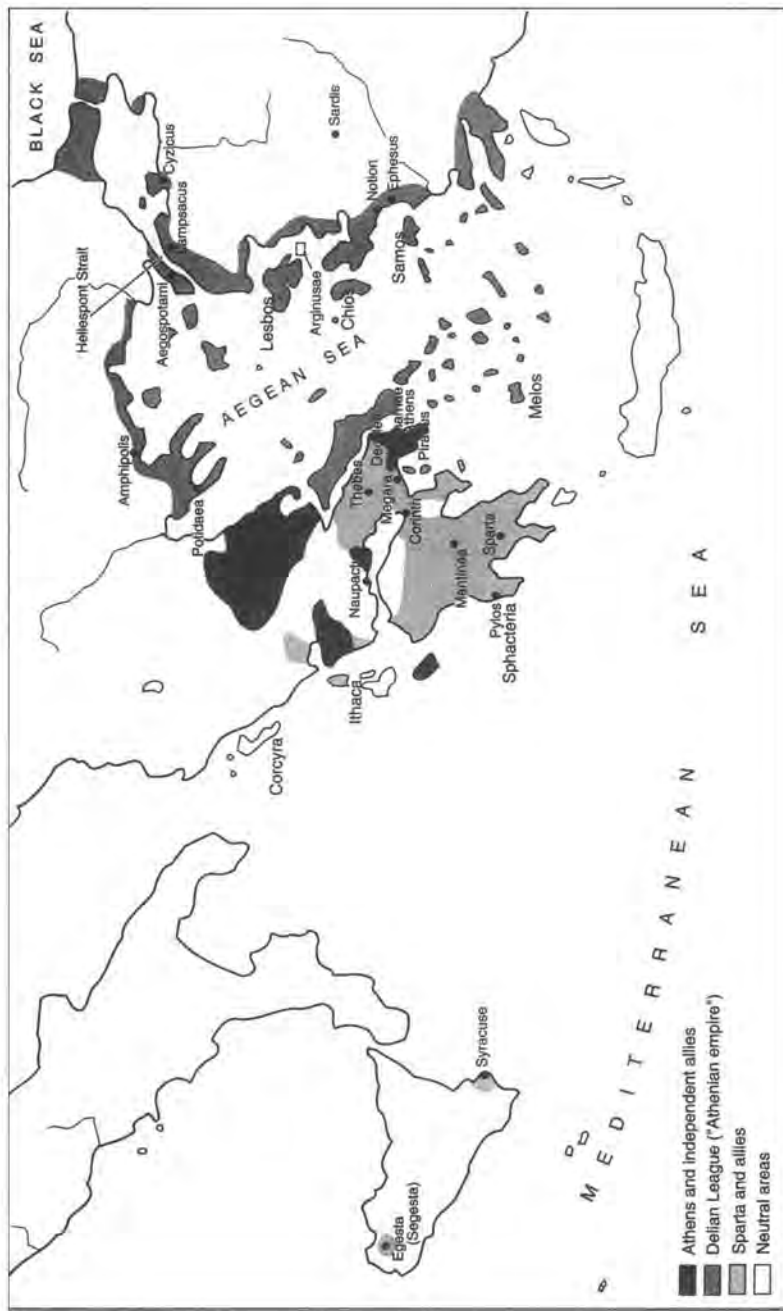 BLACK SEA
Cyzicus
Lampsacus
Hellespont Strait
Aegospotami
Sardis
Notion
Ephesus
Samos
Arginusae
Lesbos
Chios
AEGEAN SEA
Amphipolis
Potidaea
Thebes
Athens
Piraeus
Megara
Corinth
Melos
Naupact
Mantinea
Sparta
Pylos
Sphacteria
Ithaca
Corcyra
Syracuse
Egesta
(Segesta)
MEDITERRANEAN SEA
Athens and independent allies
Delian League ("Athenian empire")
Sparta and allies
Neutral areas